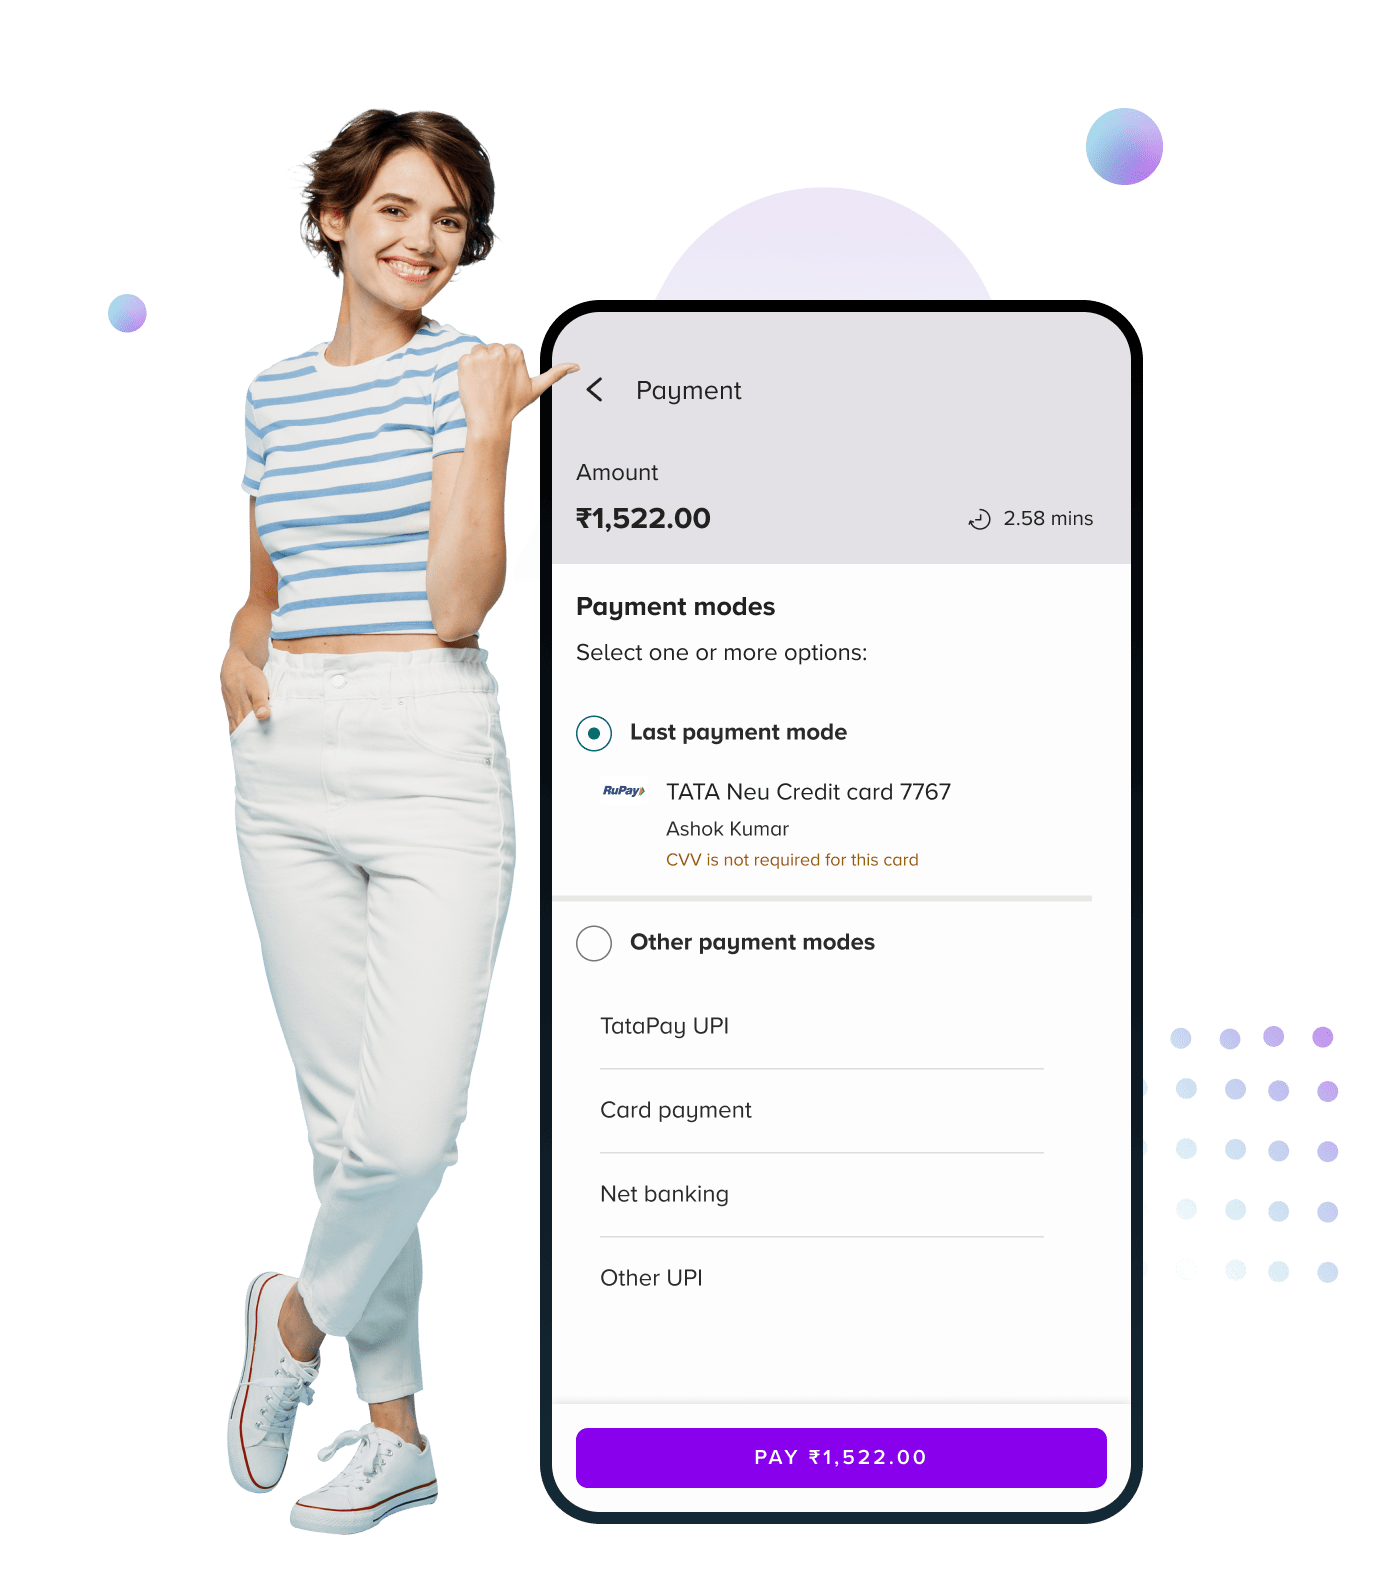 Payment
Amount
₹1,522.00
2.58 mins
Payment modes
Select one or more options:
Last payment mode
RuPay
TATA Neu Credit card 7767
Ashok Kumar
CVV is not required for this card
Other payment modes
TataPay UPI
Card payment
Net banking
Other UPI
PAY ₹1,522.00